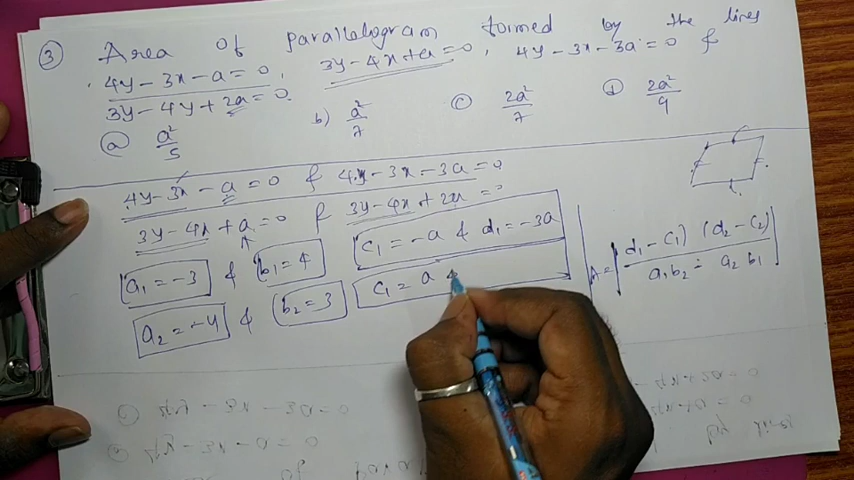 ③ Area of parallelogram formed by the lines
4y-3x-a=0, 3y-4x+a=0, 4y-3x-3a=0 &
3y-4y+2a=0.
ⓐ a²/5 b) a²/7 ⓒ 2a²/7 ⓓ 2a²/9
4y-3x-a=0 & 4y-3x-3a=0
3y-4x+a=0 & 3y-4x+2a=0
a₁=-3 & b₁=4 c₁=-a & d₁=-3a
a₂=-4 & b₂=3 c₁=a &
A=|(d₁-c₁)(d₂-c₂)/a₁b₂-a₂b₁|